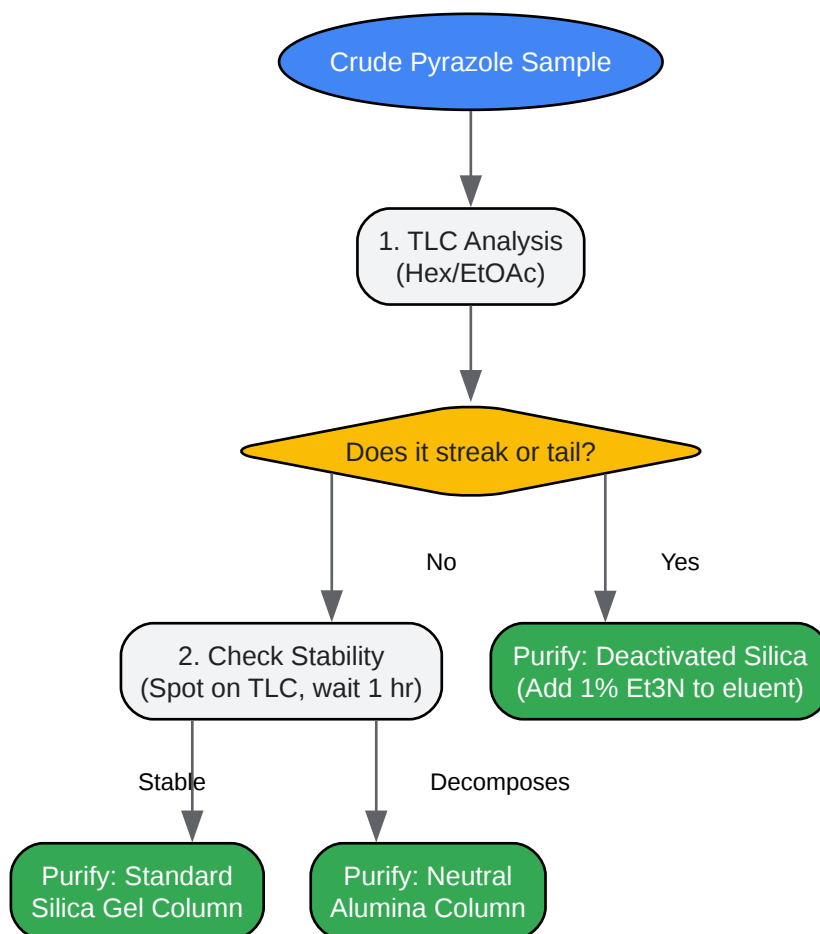 Crude Pyrazole Sample
1. TLC Analysis
(Hex/EtOAc)
Does it streak or tail?
No
Yes
2. Check Stability
(Spot on TLC, wait 1 hr)
Purify: Deactivated Silica
(Add 1% Et3N to eluent)
Stable
Decomposes
Purify: Standard
Silica Gel Column
Purify: Neutral
Alumina Column